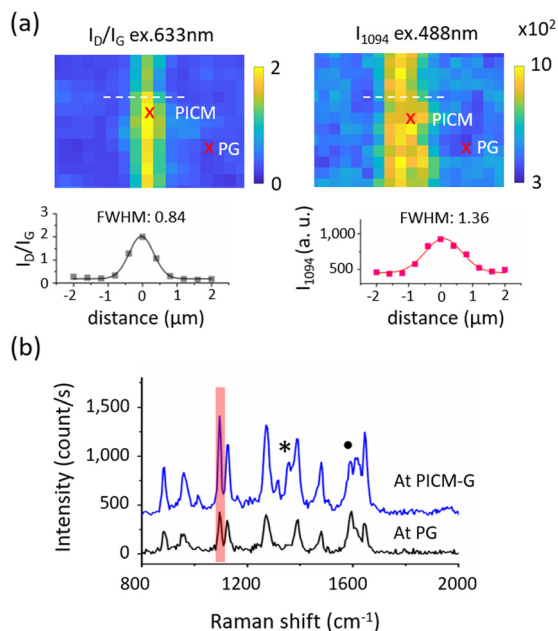 (a)
I_D/I_G ex.633nm
2
0
PICM
X
X PG
I_1094 ex.488nm
x10²
10
3
X
PICM
X
PG
FWHM: 0.84
I_D/I_G
3
2
1
0
-2 -1 0 1 2
distance (μm)
FWHM: 1.36
I_1094 (a. u.)
1,000
500
-2 -1 0 1 2
distance (μm)
(b)
Intensity (count/s)
1,500
1,000
500
0
*
•
At PICM-G
At PG
800 1200 1600 2000
Raman shift (cm⁻¹)